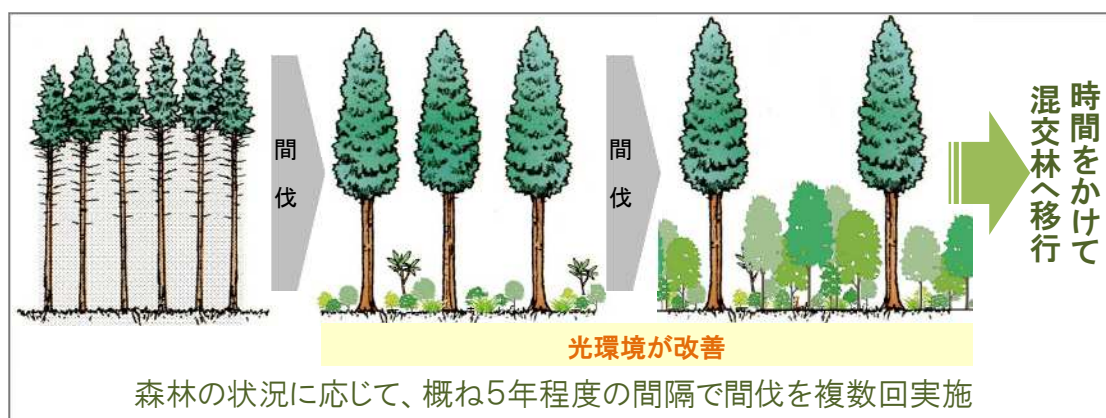 間伐
間伐
時間をかけて
混交林へ移行
光環境が改善
森林の状況に応じて、概ね5年程度の間隔で間伐を複数回実施